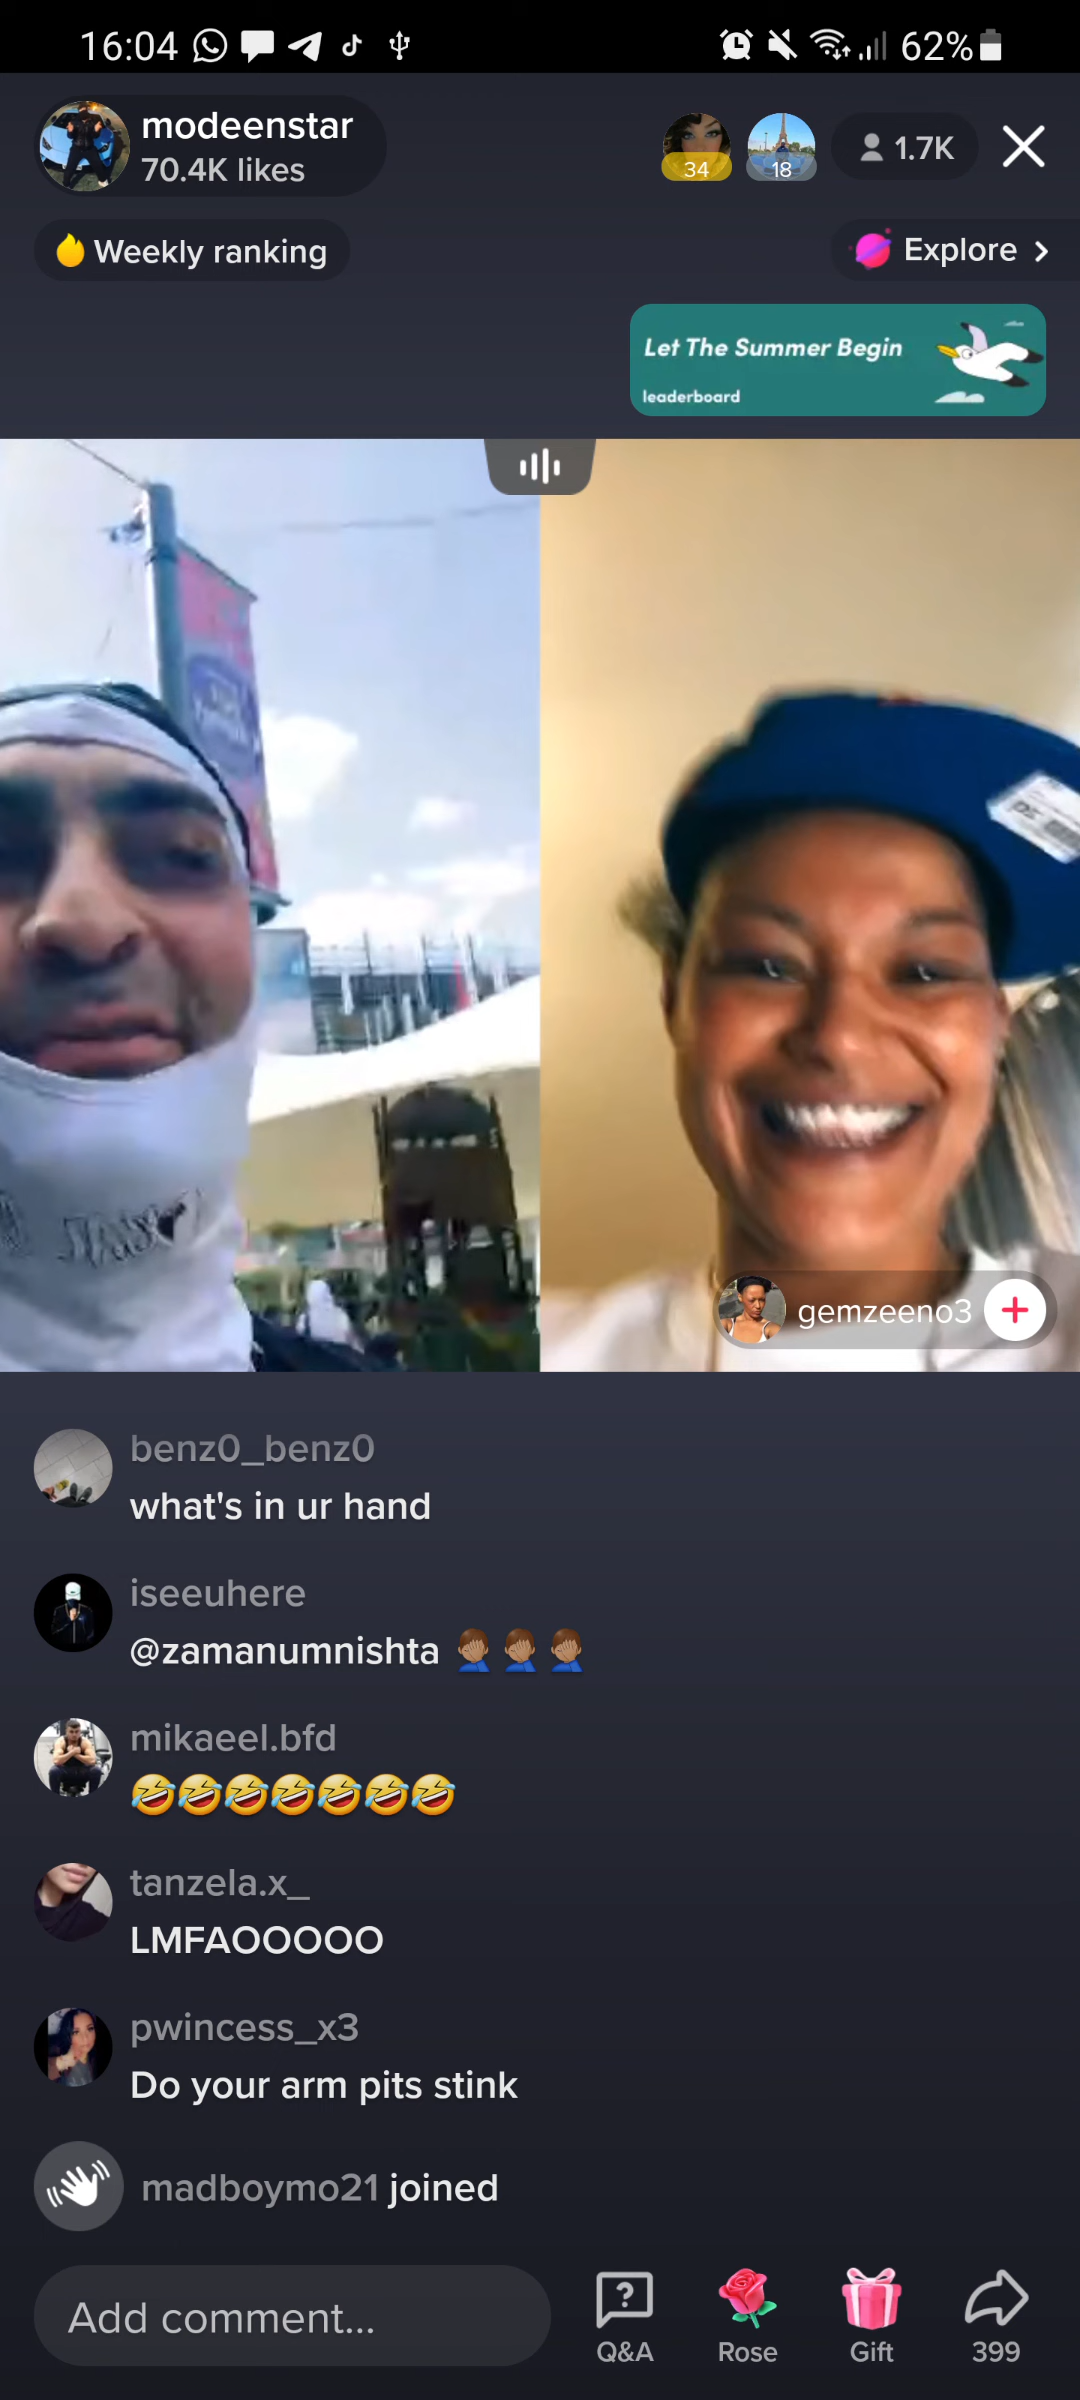 16:04
62%
modeenstar
70.4K likes
34
18
1.7K
Weekly ranking
Explore
Let The Summer Begin
leaderboard
gemzeeno3
benz0_benz0
what's in ur hand
iseeuhere
@zamanumnishta 🤦🏽🤦🏽🤦🏽
mikaeel.bfd
🤣🤣🤣🤣🤣🤣🤣
tanzela.x_
LMFAOOOOO
pwincess_x3
Do your arm pits stink
madboymo21 joined
Add comment...
Q&A
Rose
Gift
399